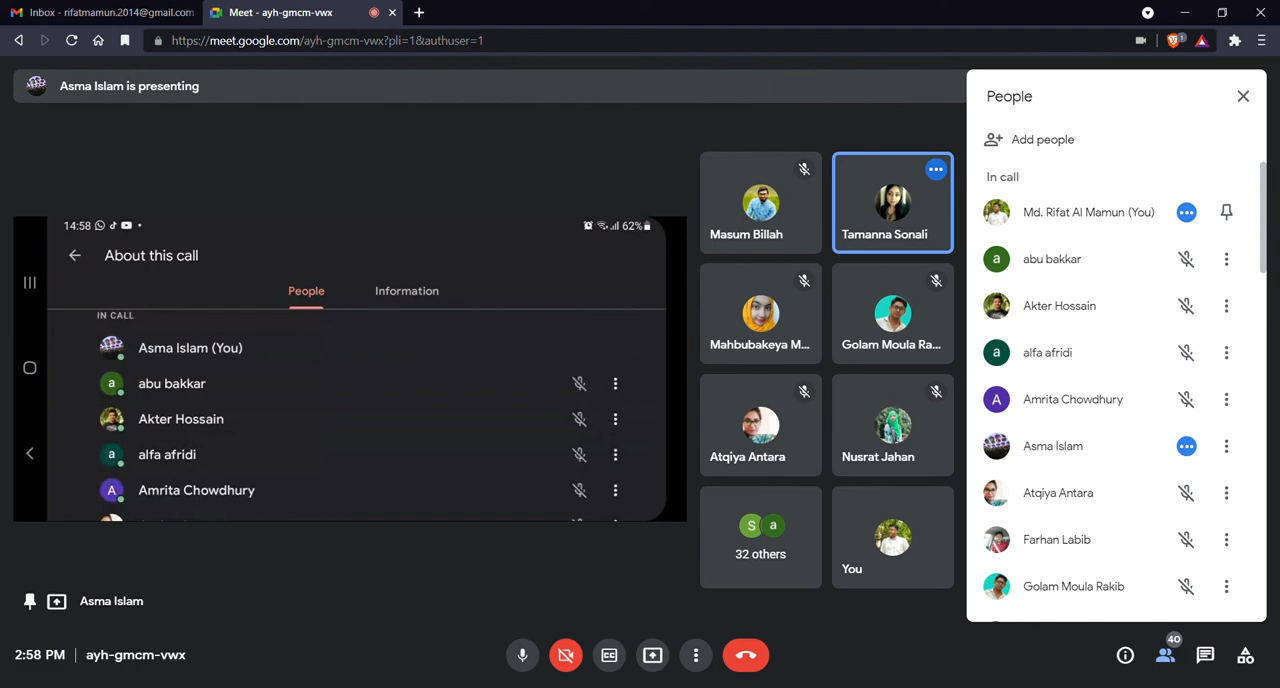 Inbox - rifatmamun.2014@gmail.com
Meet - ayh-gmcm-vwx
https://meet.google.com/ayh-gmcm-vwx?pli=1&authuser=1
1
Asma Islam is presenting
14:58
62%
About this call
People
Information
IN CALL
Asma Islam (You)
a
abu bakkar
Akter Hossain
a
alfa afridi
A
Amrita Chowdhury
Masum Billah
Tamanna Sonali
Mahbubakeya M...
Golam Moula Ra...
Atqiya Antara
Nusrat Jahan
S a
32 others
You
People
Add people
In call
Md. Rifat Al Mamun (You)
a
abu bakkar
Akter Hossain
a
alfa afridi
A
Amrita Chowdhury
Asma Islam
Atqiya Antara
Farhan Labib
Golam Moula Rakib
Asma Islam
2:58 PM | ayh-gmcm-vwx
CC
40